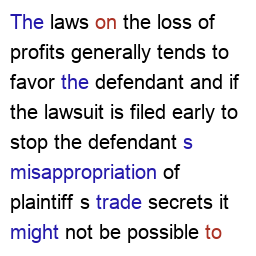 The laws on the loss of
profits generally tends to
favor the defendant and if
the lawsuit is filed early to
stop the defendant s
misappropriation of
plaintiff s trade secrets it
might not be possible to